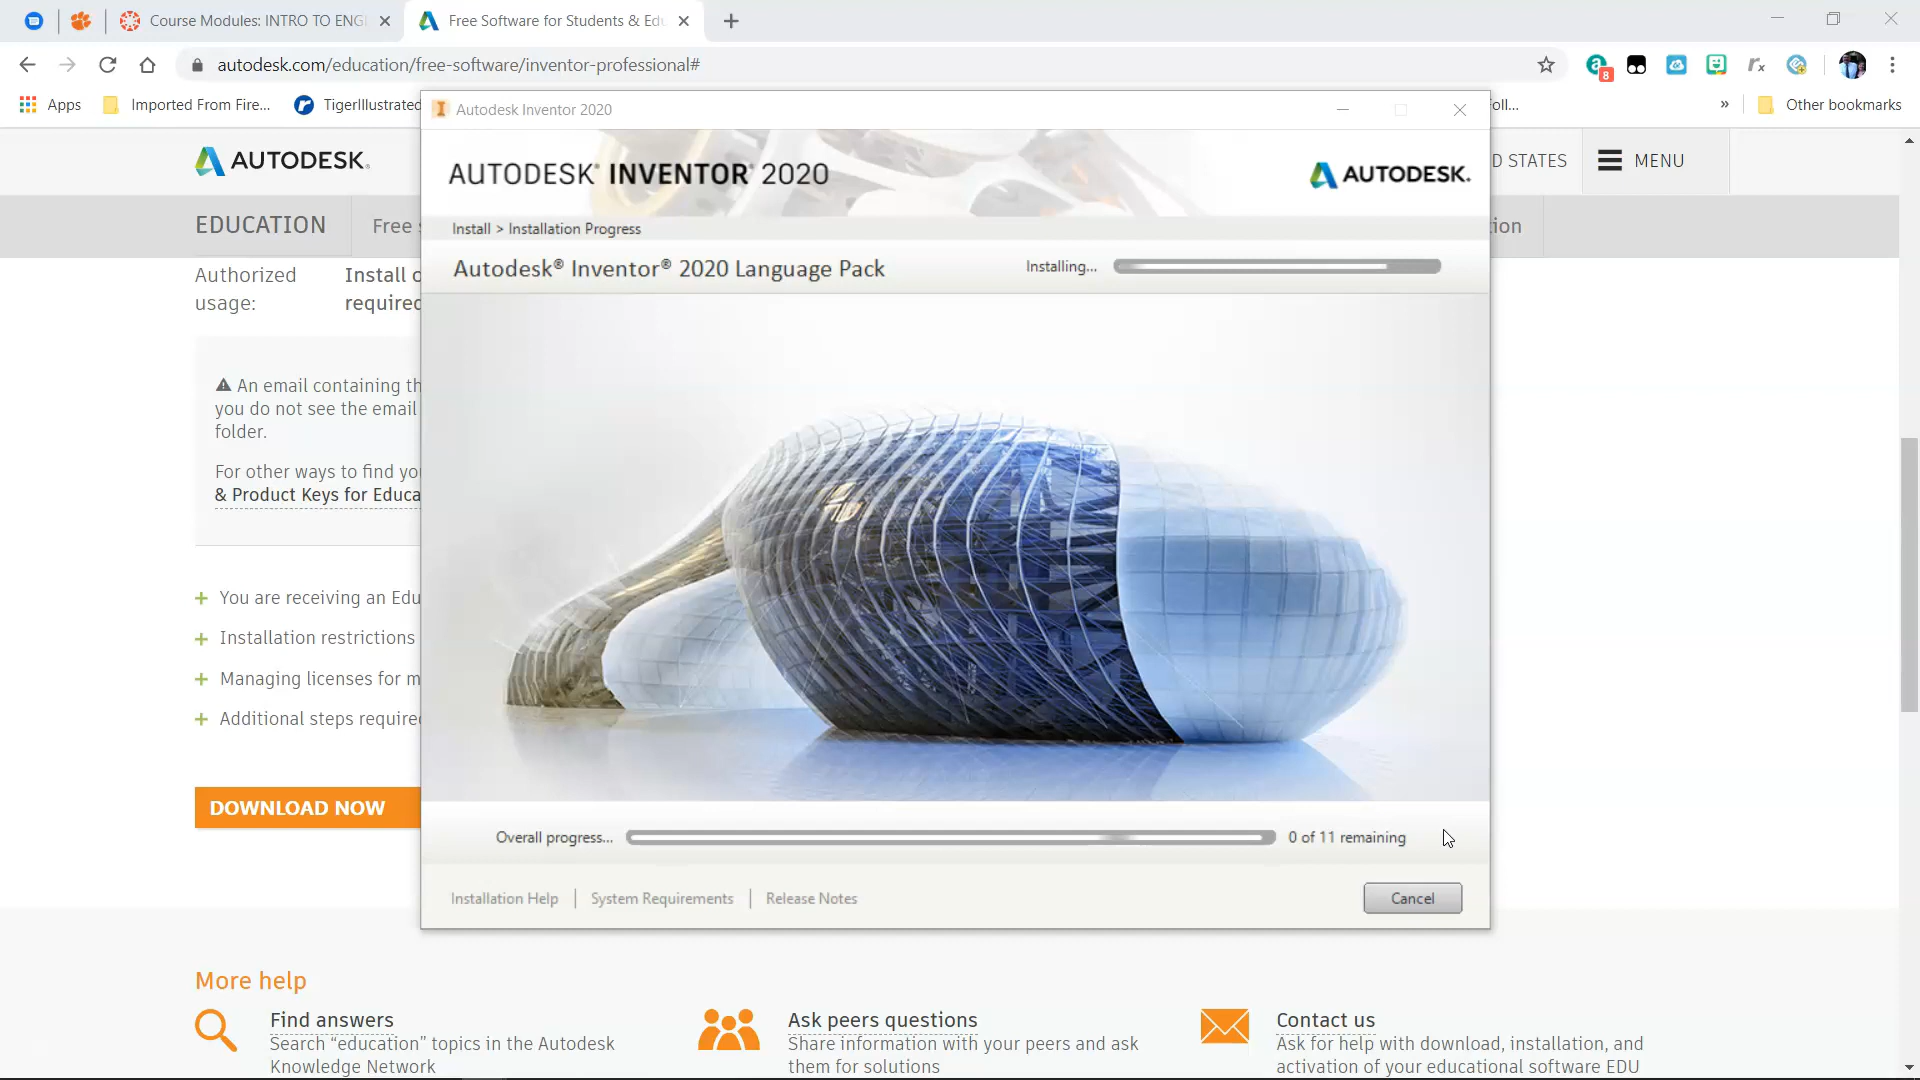 Course Modules: INTRO TO ENGI
Free Software for Students & Edu
autodesk.com/education/free-software/inventor-professional#
8
Apps
Imported From Fire...
TigerIllustrated
Foll...
»
Other bookmarks
Autodesk Inventor 2020
AUTODESK.
D STATES
MENU
AUTODESK® INVENTOR® 2020
AUTODESK.
EDUCATION
Free s
tion
Install > Installation Progress
Autodesk® Inventor® 2020 Language Pack
Installing...
Authorized
usage:
Install o
required
An email containing th
you do not see the email
folder.
For other ways to find you
& Product Keys for Educa
You are receiving an Edu
Installation restrictions
Managing licenses for m
Additional steps require
DOWNLOAD NOW
Overall progress...
0 of 11 remaining
Installation Help
System Requirements
Release Notes
Cancel
More help
Find answers
Search “education” topics in the Autodesk
Knowledge Network
Ask peers questions
Share information with your peers and ask
them for solutions
Contact us
Ask for help with download, installation, and
activation of your educational software EDU